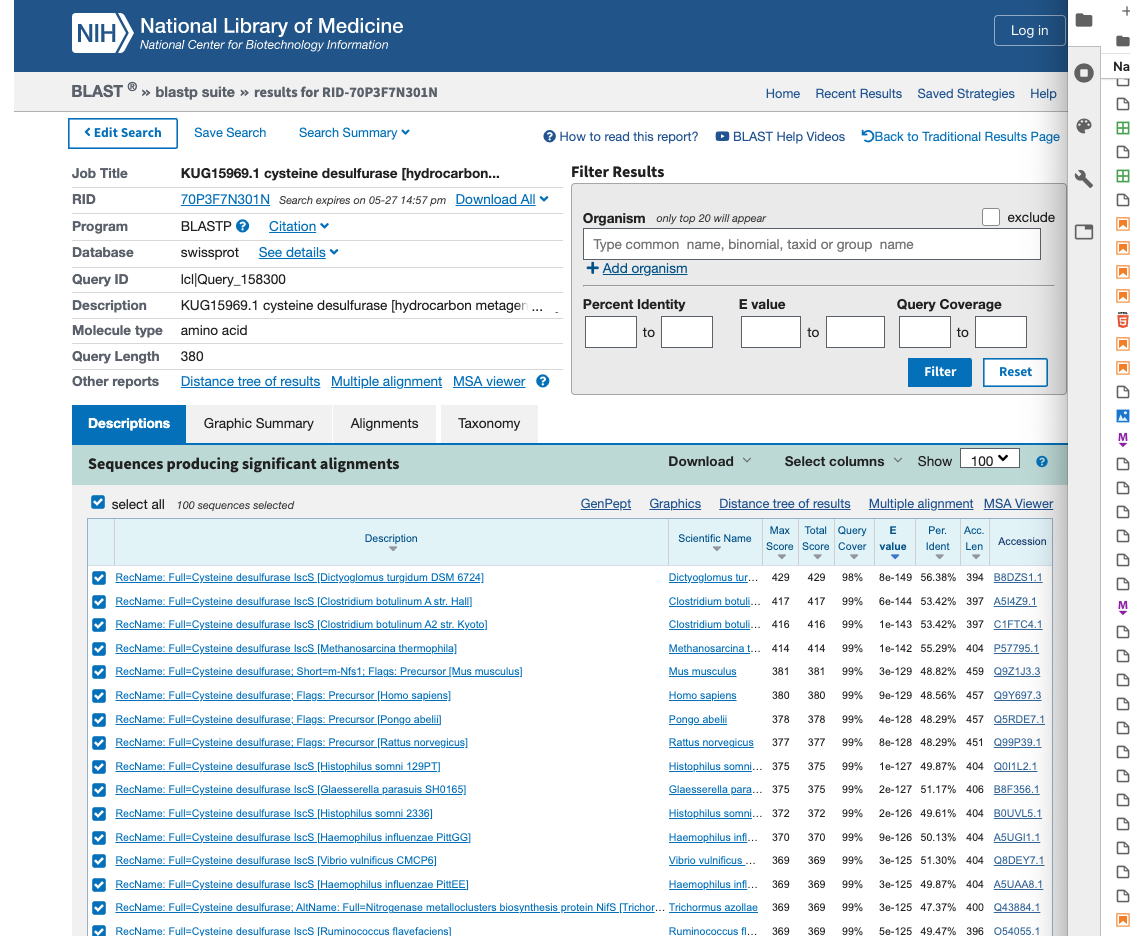 NIH National Library of Medicine
National Center for Biotechnology Information
Log in
BLAST ® » blastp suite » results for RID-70P3F7N301N
Home Recent Results Saved Strategies Help
Edit Search Save Search Search Summary How to read this report? BLAST Help Videos Back to Traditional Results Page
Job Title KUG15969.1 cysteine desulfurase [hydrocarbon...
RID 70P3F7N301N Search expires on 05-27 14:57 pm Download All
Program BLASTP Citation
Database swissprot See details
Query ID lcl|Query_158300
Description KUG15969.1 cysteine desulfurase [hydrocarbon metagen ...
Molecule type amino acid
Query Length 380
Other reports Distance tree of results Multiple alignment MSA viewer
Filter Results
Organism only top 20 will appear exclude
Type common name, binomial, taxid or group name
+ Add organism
Percent Identity E value Query Coverage
to to to
Filter Reset
Descriptions Graphic Summary Alignments Taxonomy
Sequences producing significant alignments Download Select columns Show 100
select all 100 sequences selected GenPept Graphics Distance tree of results Multiple alignment MSA Viewer
Description Scientific Name Max Score Total Score Query Cover E value Per. Ident Acc. Len Accession
RecName: Full=Cysteine desulfurase IscS [Dictyoglomus turgidum DSM 6724] Dictyoglomus tur... 429 429 98% 8e-149 56.38% 394 B8DZS1.1
RecName: Full=Cysteine desulfurase IscS [Clostridium botulinum A str. Hall] Clostridium botuli... 417 417 99% 6e-144 53.42% 397 A5I4Z9.1
RecName: Full=Cysteine desulfurase IscS [Clostridium botulinum A2 str. Kyoto] Clostridium botuli... 416 416 99% 1e-143 53.42% 397 C1FTC4.1
RecName: Full=Cysteine desulfurase IscS [Methanosarcina thermophila] Methanosarcina t... 414 414 99% 1e-142 55.29% 404 P57795.1
RecName: Full=Cysteine desulfurase; Short=m-Nfs1; Flags: Precursor [Mus musculus] Mus musculus 381 381 99% 3e-129 48.82% 459 Q9Z1J3.3
RecName: Full=Cysteine desulfurase; Flags: Precursor [Homo sapiens] Homo sapiens 380 380 99% 9e-129 48.56% 457 Q9Y697.3
RecName: Full=Cysteine desulfurase; Flags: Precursor [Pongo abelii] Pongo abelii 378 378 99% 4e-128 48.29% 457 Q5RDE7.1
RecName: Full=Cysteine desulfurase; Flags: Precursor [Rattus norvegicus] Rattus norvegicus 377 377 99% 8e-128 48.29% 451 Q99P39.1
RecName: Full=Cysteine desulfurase IscS [Histophilus somni 129PT] Histophilus somni... 375 375 99% 1e-127 49.87% 404 Q0I1L2.1
RecName: Full=Cysteine desulfurase IscS [Glaesserella parasuis SH0165] Glaesserella para... 375 375 99% 2e-127 51.17% 406 B8F356.1
RecName: Full=Cysteine desulfurase IscS [Histophilus somni 2336] Histophilus somni... 372 372 99% 2e-126 49.61% 404 B0UVL5.1
RecName: Full=Cysteine desulfurase IscS [Haemophilus influenzae PittGG] Haemophilus infl... 370 370 99% 9e-126 50.13% 404 A5UGI1.1
RecName: Full=Cysteine desulfurase IscS [Vibrio vulnificus CMCP6] Vibrio vulnificus ... 369 369 99% 3e-125 51.30% 404 Q8DEY7.1
RecName: Full=Cysteine desulfurase IscS [Haemophilus influenzae PittEE] Haemophilus infl... 369 369 99% 3e-125 49.87% 404 A5UAA8.1
RecName: Full=Cysteine desulfurase; AltName: Full=Nitrogenase metalloclusters biosynthesis protein NifS [Trichor... Trichormus azollae 369 369 99% 3e-125 47.37% 400 Q43884.1
RecName: Full=Cysteine desulfurase IscS [Ruminococcus flavefaciens] Ruminococcus fl... 369 369 99% 5e-125 49.47% 396 O54055.1
Na